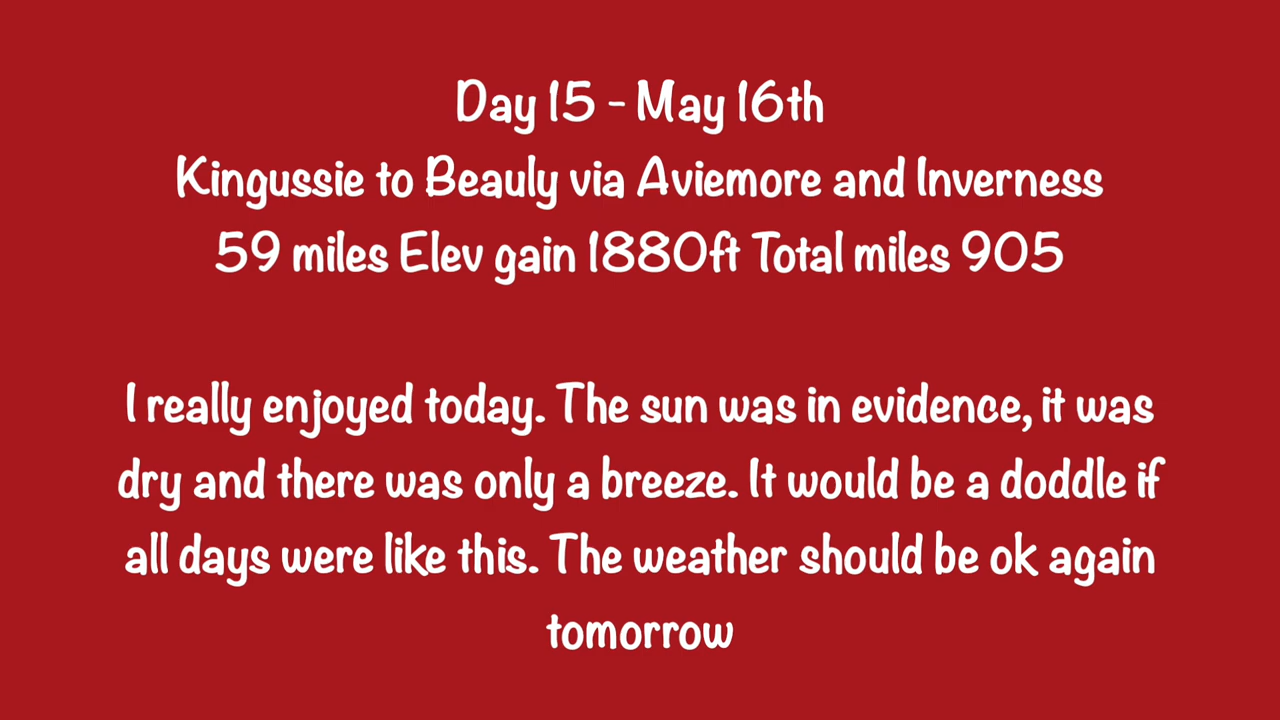 Day 15 - May 16th
Kingussie to Beauly via Aviemore and Inverness
59 miles Elev gain 1880ft Total miles 905
I really enjoyed today. The sun was in evidence, it was
dry and there was only a breeze. It would be a doddle if
all days were like this. The weather should be ok again
tomorrow